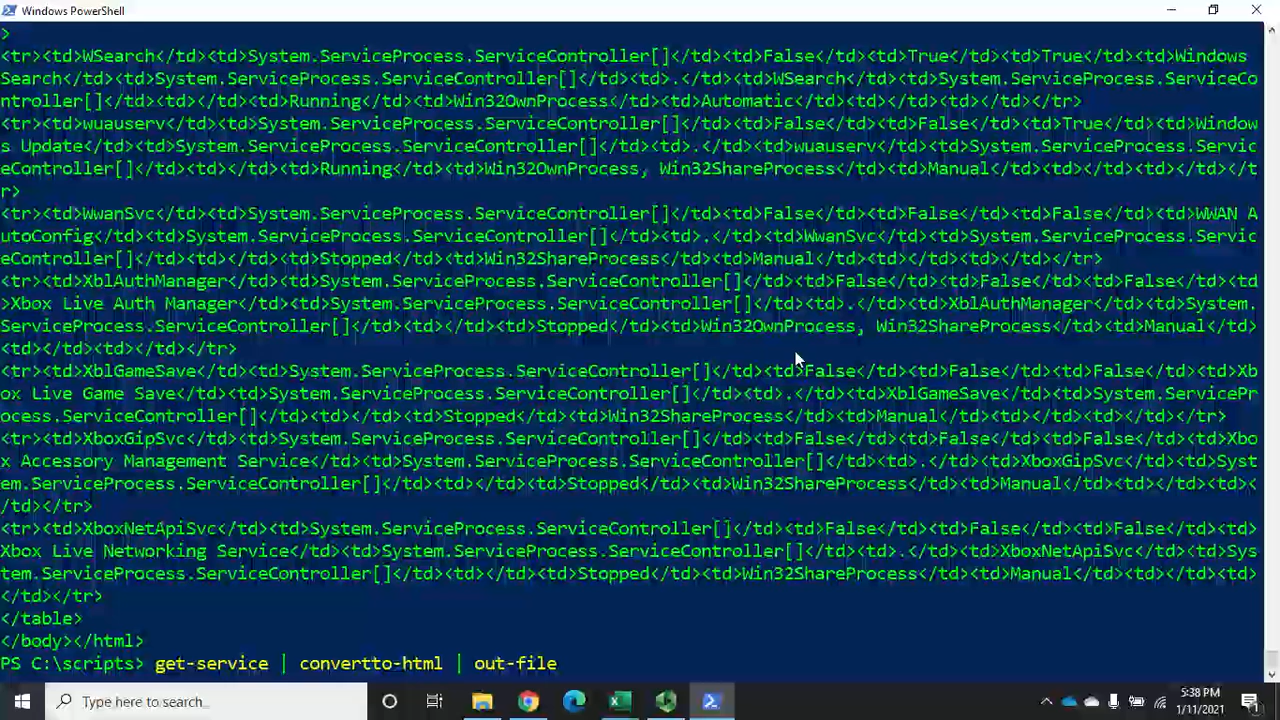 Windows PowerShell
>
<tr><td>WSearch</td><td>System.ServiceProcess.ServiceController[]</td><td>False</td><td>True</td><td>True</td><td>Windows
Search</td><td>System.ServiceProcess.ServiceController[]</td><td>.</td><td>WSearch</td><td>System.ServiceProcess.ServiceCo
ntroller[]</td><td></td><td>Running</td><td>Win32OwnProcess</td><td>Automatic</td><td></td><td></td></tr>
<tr><td>wuauserv</td><td>System.ServiceProcess.ServiceController[]</td><td>False</td><td>False</td><td>True</td><td>Window
s Update</td><td>System.ServiceProcess.ServiceController[]</td><td>.</td><td>wuauserv</td><td>System.ServiceProcess.Servic
eController[]</td><td></td><td>Running</td><td>Win32OwnProcess, Win32ShareProcess</td><td>Manual</td><td></td><td></td></t
r>
<tr><td>WwanSvc</td><td>System.ServiceProcess.ServiceController[]</td><td>False</td><td>False</td><td>False</td><td>WWAN A
utoConfig</td><td>System.ServiceProcess.ServiceController[]</td><td>.</td><td>WwanSvc</td><td>System.ServiceProcess.Servic
eController[]</td><td></td><td>Stopped</td><td>Win32ShareProcess</td><td>Manual</td><td></td><td></td></tr>
<tr><td>XblAuthManager</td><td>System.ServiceProcess.ServiceController[]</td><td>False</td><td>False</td><td>False</td><td
>Xbox Live Auth Manager</td><td>System.ServiceProcess.ServiceController[]</td><td>.</td><td>XblAuthManager</td><td>System.
ServiceProcess.ServiceController[]</td><td></td><td>Stopped</td><td>Win32OwnProcess, Win32ShareProcess</td><td>Manual</td>
<td></td><td></td></tr>
<tr><td>XblGameSave</td><td>System.ServiceProcess.ServiceController[]</td><td>False</td><td>False</td><td>False</td><td>Xb
ox Live Game Save</td><td>System.ServiceProcess.ServiceController[]</td><td>.</td><td>XblGameSave</td><td>System.ServicePr
ocess.ServiceController[]</td><td></td><td>Stopped</td><td>Win32ShareProcess</td><td>Manual</td><td></td><td></td></tr>
<tr><td>XboxGipSvc</td><td>System.ServiceProcess.ServiceController[]</td><td>False</td><td>False</td><td>False</td><td>Xbo
x Accessory Management Service</td><td>System.ServiceProcess.ServiceController[]</td><td>.</td><td>XboxGipSvc</td><td>Syst
em.ServiceProcess.ServiceController[]</td><td></td><td>Stopped</td><td>Win32ShareProcess</td><td>Manual</td><td></td><td><
/td></tr>
<tr><td>XboxNetApiSvc</td><td>System.ServiceProcess.ServiceController[]</td><td>False</td><td>False</td><td>False</td><td>
Xbox Live Networking Service</td><td>System.ServiceProcess.ServiceController[]</td><td>.</td><td>XboxNetApiSvc</td><td>Sys
tem.ServiceProcess.ServiceController[]</td><td></td><td>Stopped</td><td>Win32ShareProcess</td><td>Manual</td><td></td><td>
</td></tr>
</table>
</body></html>
PS C:\scripts> get-service | convertto-html | out-file
Type here to search
5:38 PM
1/11/2021